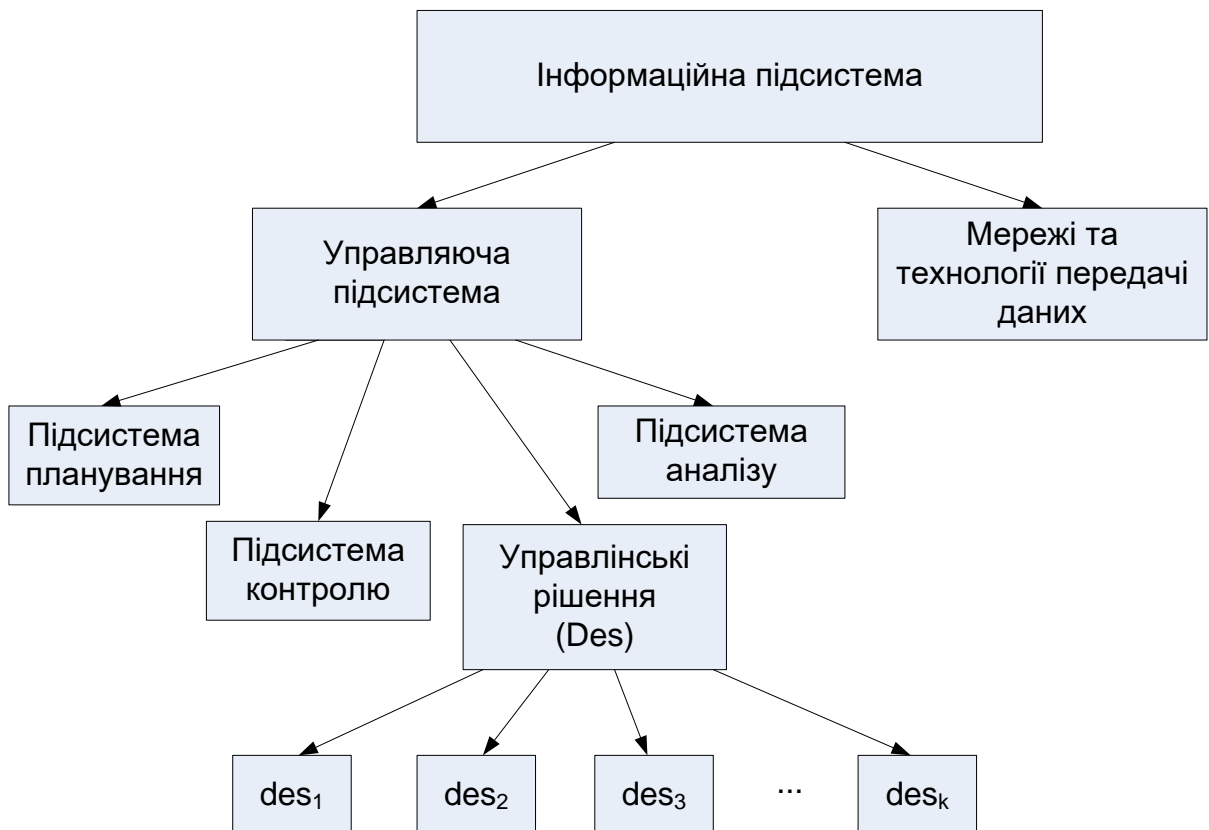 Інформаційна підсистема
Управляюча
підсистема
Мережі та
технології передачі
даних
Підсистема
планування
Підсистема
аналізу
Підсистема
контролю
Управлінські
рішення
(Des)
des₁
des₂
des₃
...
desₖ